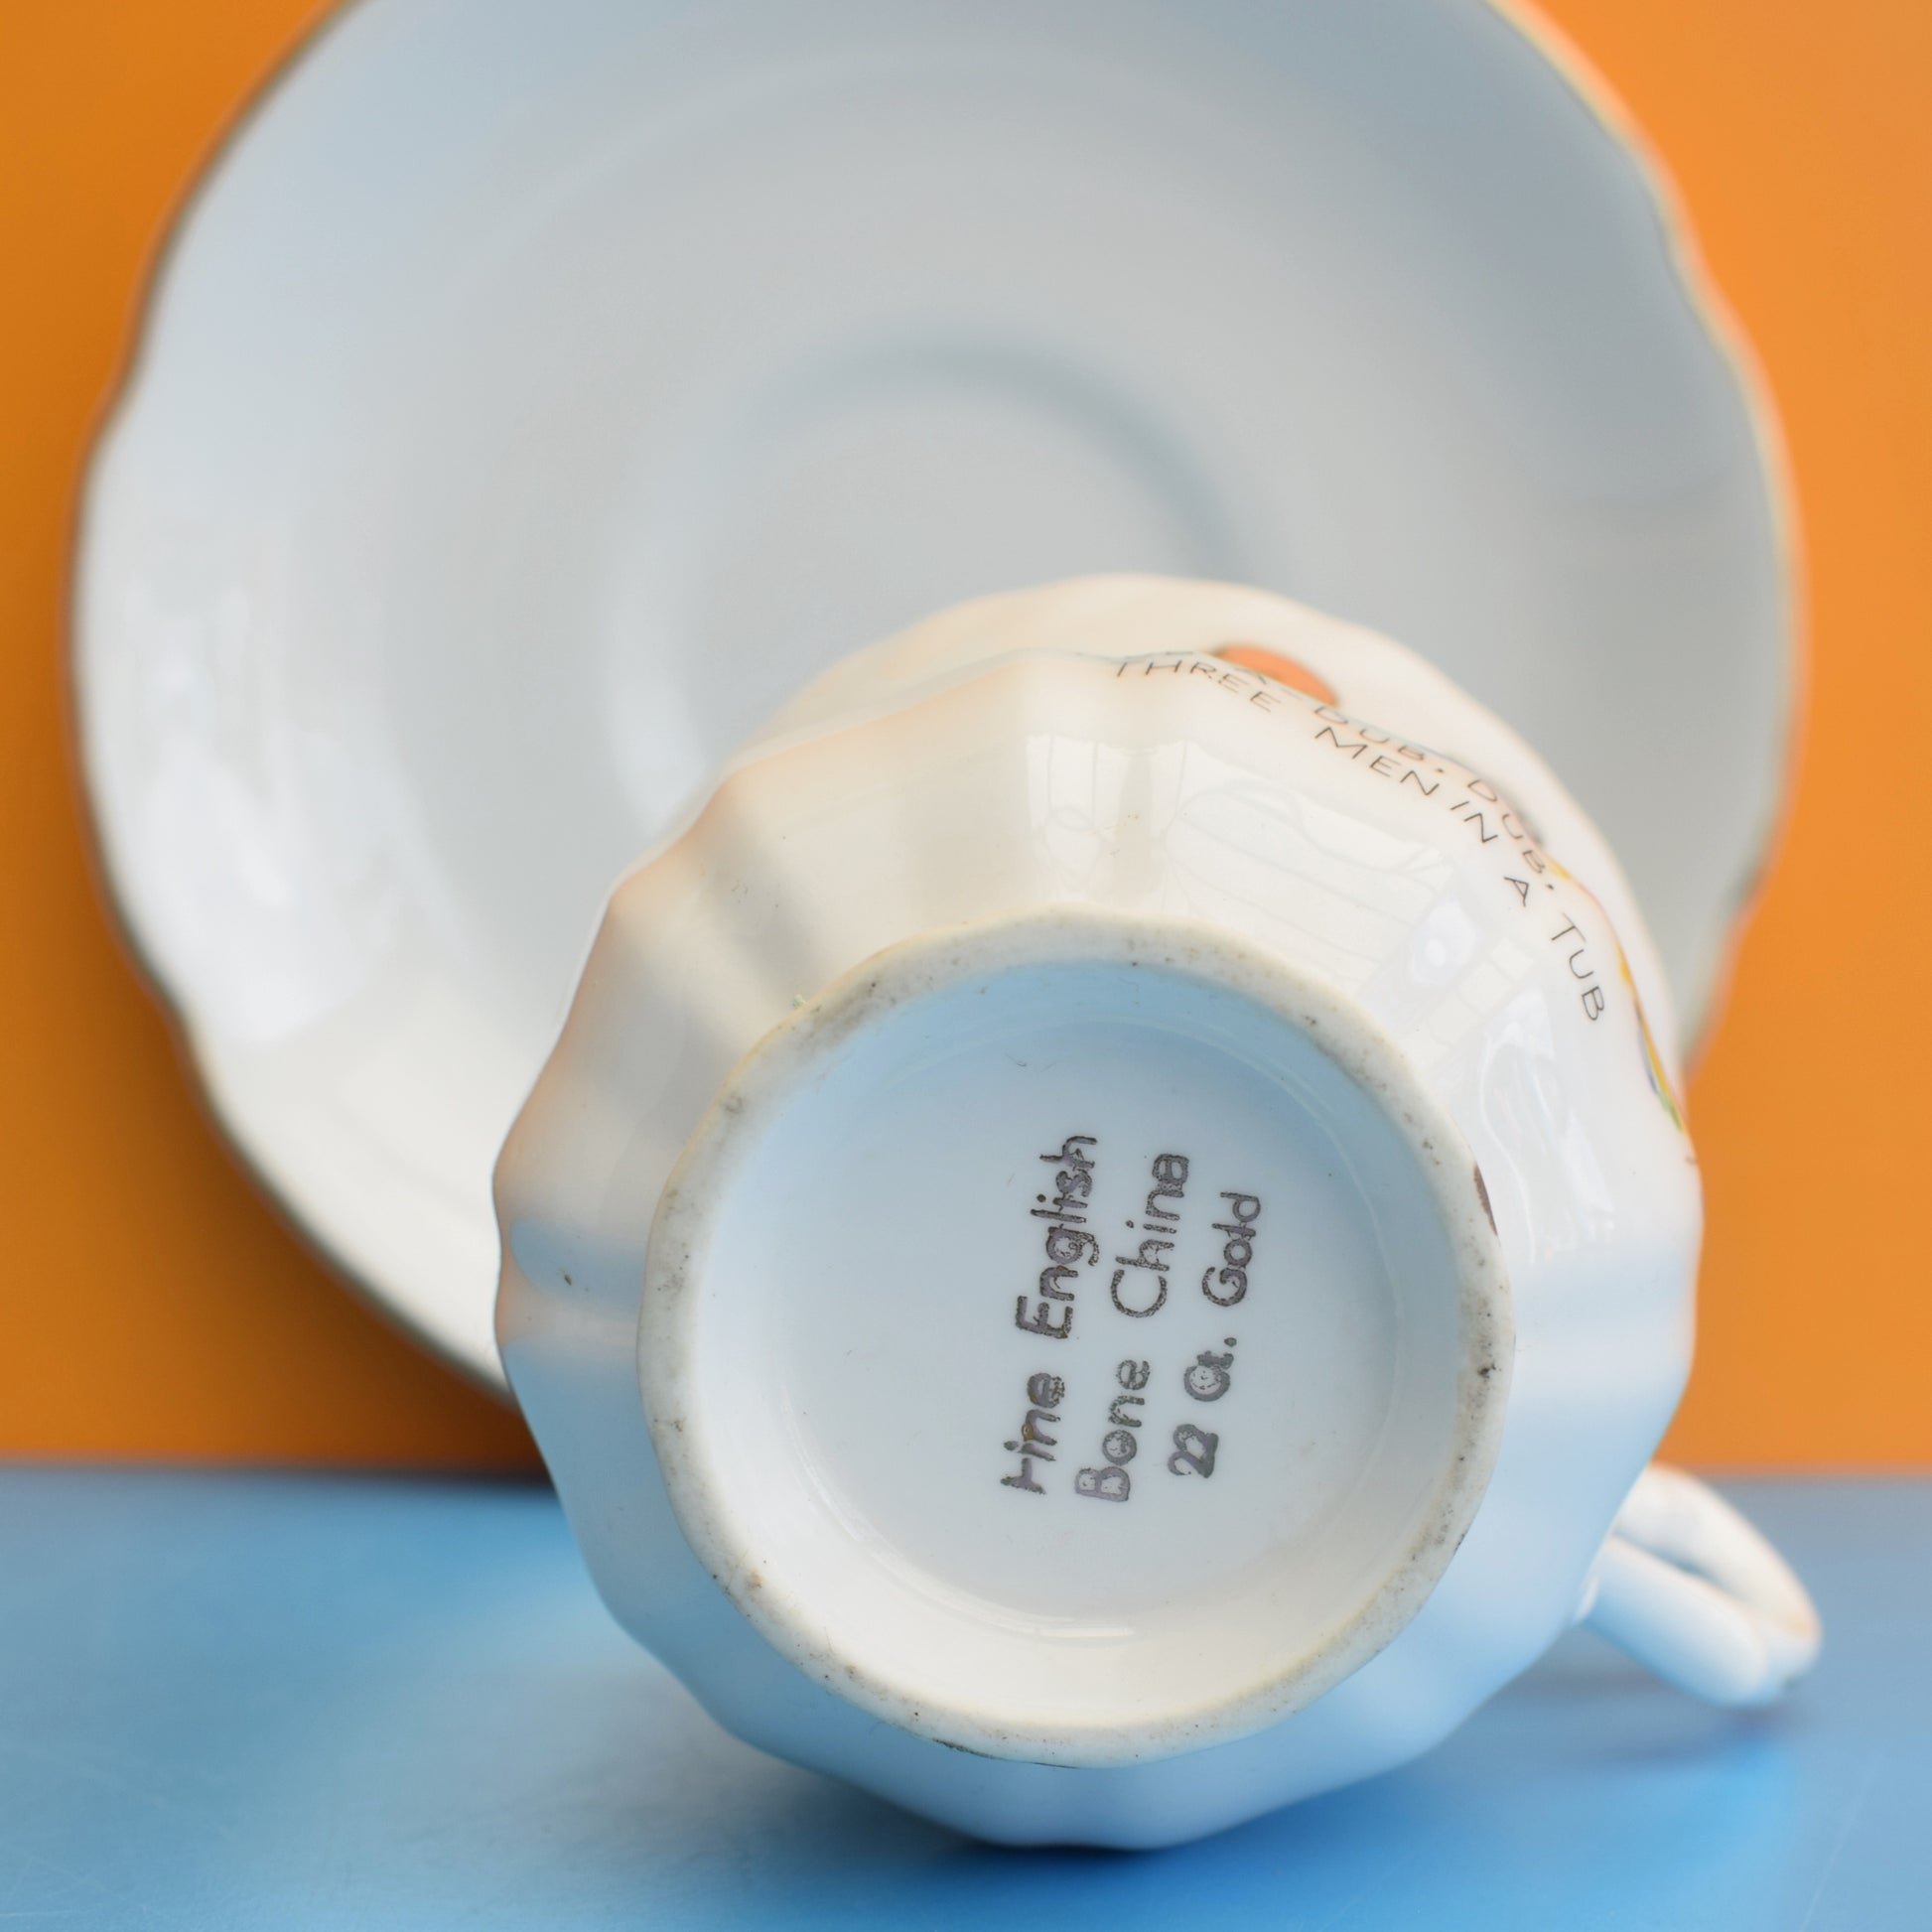 DUB. DUB.
THREE MEN IN A TUB
Fine English
Bone China
22 Ct. Gold